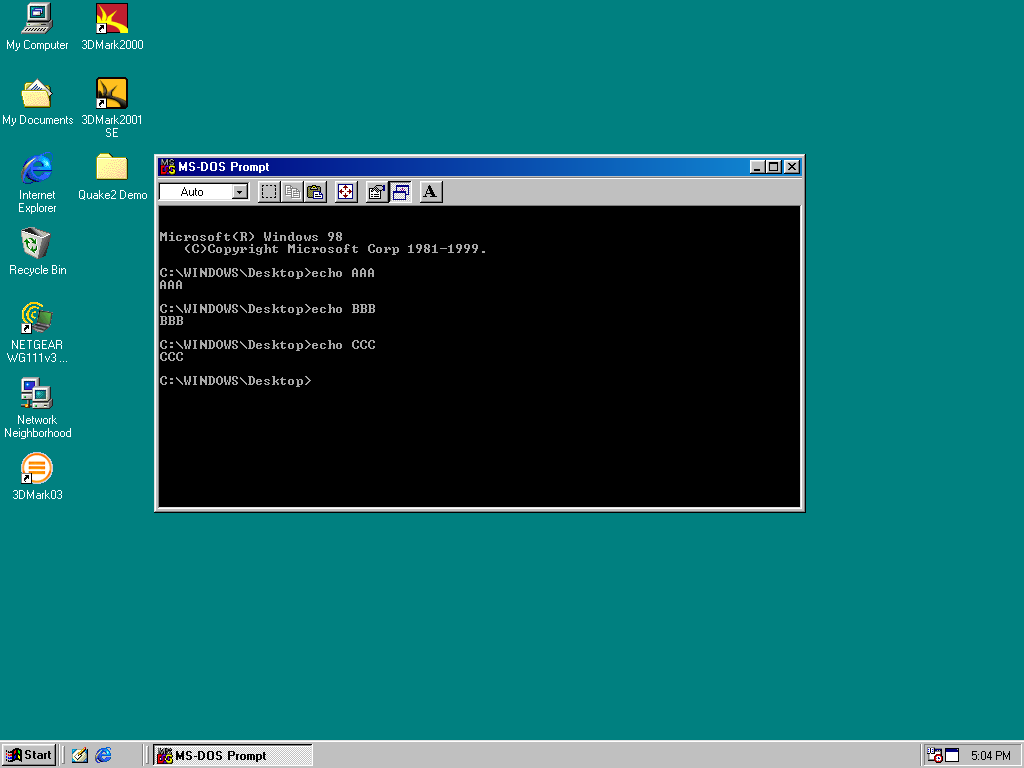 My Computer
3DMark2000
My Documents
3DMark2001
SE
Internet
Explorer
Quake2 Demo
Recycle Bin
NETGEAR
WG111v3 ...
Network
Neighborhood
3DMark03
MS-DOS Prompt
Auto
A
Microsoft(R) Windows 98
(C)Copyright Microsoft Corp 1981-1999.
C:\WINDOWS\Desktop>echo AAA
AAA
C:\WINDOWS\Desktop>echo BBB
BBB
C:\WINDOWS\Desktop>echo CCC
CCC
C:\WINDOWS\Desktop>
Start
MS-DOS Prompt
5:04 PM